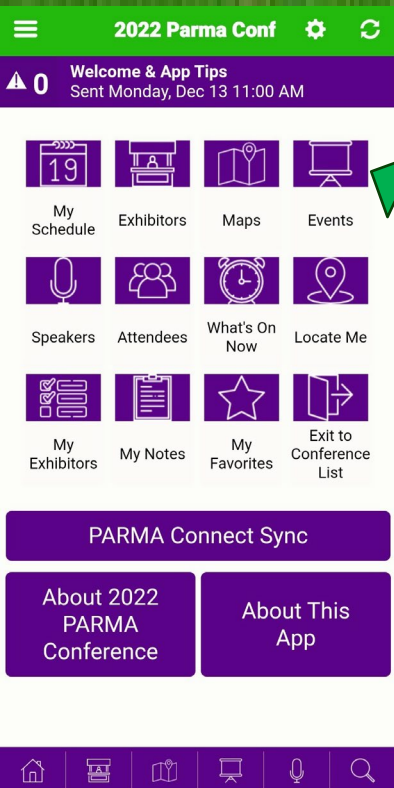 2022 Parma Conf
0
Welcome & App Tips
Sent Monday, Dec 13 11:00 AM
19
My
Schedule
Exhibitors
Maps
Events
Speakers
Attendees
What's On
Now
Locate Me
My
Exhibitors
My Notes
My
Favorites
Exit to
Conference
List
PARMA Connect Sync
About 2022
PARMA
Conference
About This
App